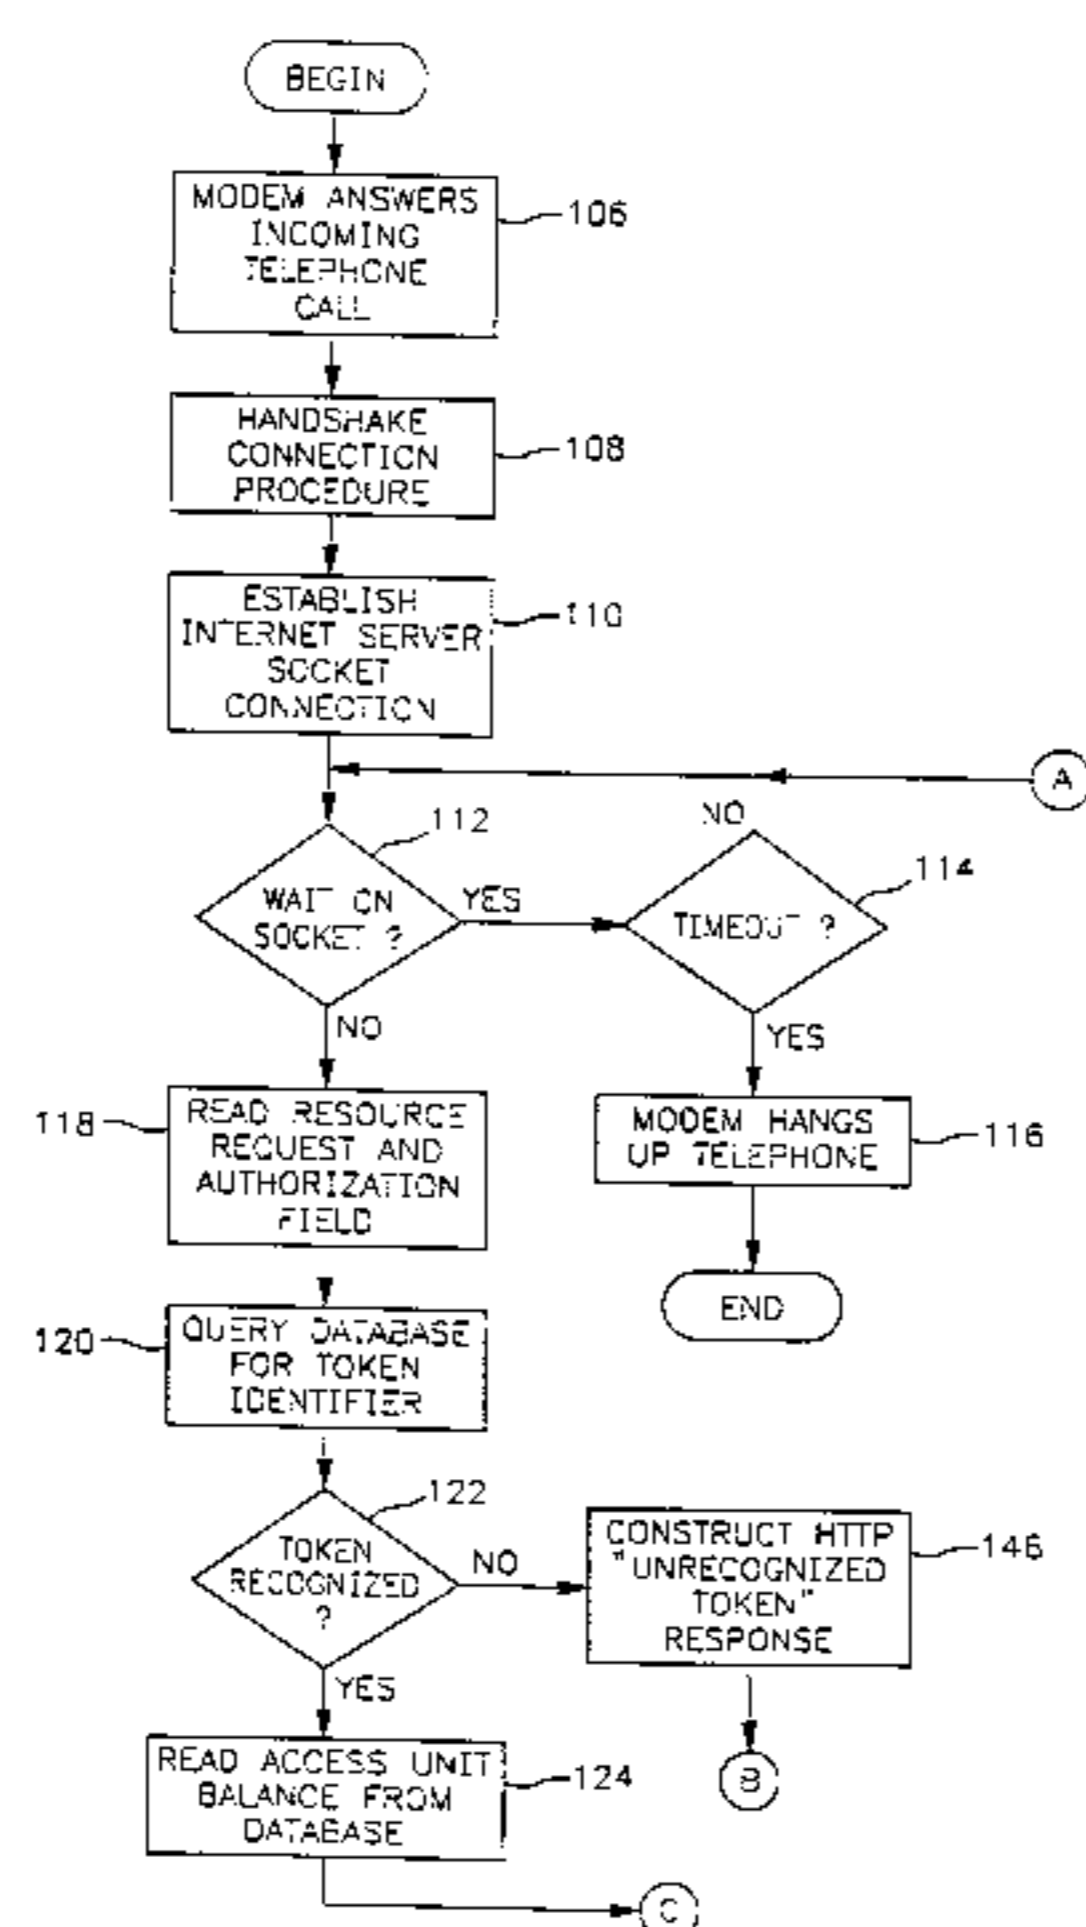 BEGIN
MODEM ANSWERS
INCOMING
TELEPHONE
CALL
106
HANDSHAKE
CONNECTION
PROCEDURE
108
ESTABLISH
INTERNET SERVER
SOCKET
CONNECTION
110
A
112
WAIT ON
SOCKET ?
YES
NO
NO
114
TIMEOUT ?
YES
118
READ RESOURCE
REQUEST AND
AUTHORIZATION
FIELD
MODEM HANGS
UP TELEPHONE
116
END
120
QUERY DATABASE
FOR TOKEN
IDENTIFIER
122
TOKEN
RECOGNIZED
?
NO
YES
CONSTRUCT HTTP
"UNRECOGNIZED
TOKEN"
RESPONSE
146
B
READ ACCESS UNIT
BALANCE FROM
DATABASE
124
C